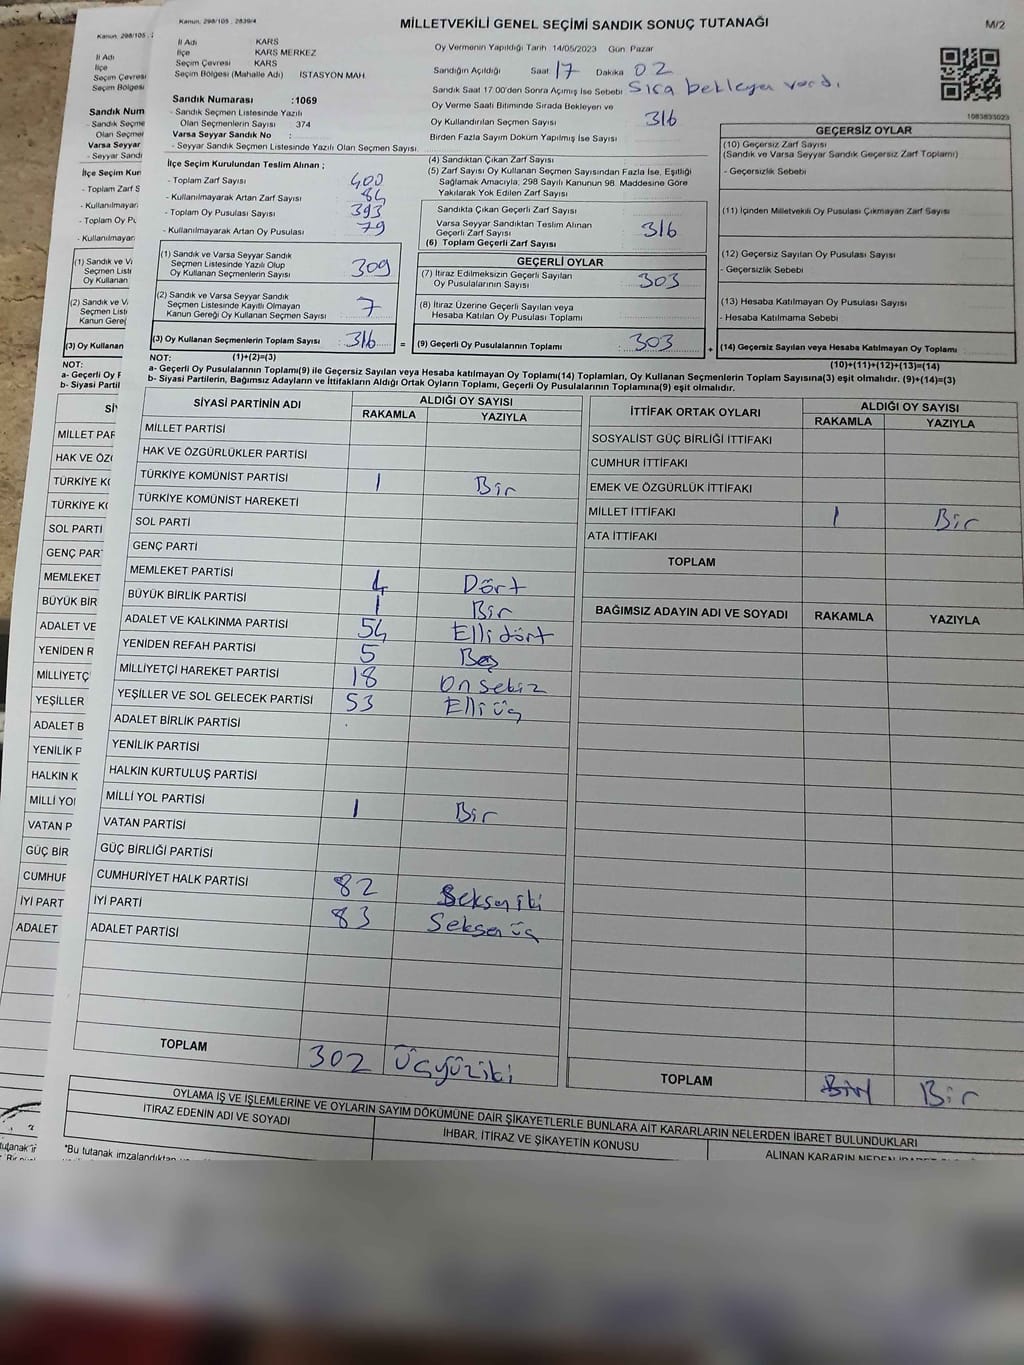 Kanun, 298/105 , 2839/4
MİLLETVEKİLİ GENEL SEÇİMİ SANDIK SONUÇ TUTANAĞI
M/2
İl Adı KARS
İlçe KARS MERKEZ
Seçim Çevresi KARS
Seçim Bölgesi (Mahalle Adı) İSTASYON MAH.
Sandık Numarası :1069
- Sandık Seçmen Listesinde Yazılı
Olan Seçmenlerin Sayısı : 374
Varsa Seyyar Sandık No :
- Seyyar Sandık Seçmen Listesinde Yazılı Olan Seçmen Sayısı
Oy Vermenin Yapıldığı Tarih 14/05/2023 Gün Pazar
Sandığın Açıldığı Saat 17 Dakika 02
Sandık Saat 17:00'den Sonra Açılmış İse Sebebi Sıra bekleyen vardı.
Oy Verme Saati Bitiminde Sırada Bekleyen ve
Oy Kullandırılan Seçmen Sayısı 316
Birden Fazla Sayım Döküm Yapılmış İse Sayısı
1083833023
İlçe Seçim Kurulundan Teslim Alınan ;
- Toplam Zarf Sayısı 400
- Kullanılmayarak Artan Zarf Sayısı 84
- Toplam Oy Pusulası Sayısı 393
- Kullanılmayarak Artan Oy Pusulası 79
(1) Sandık ve Varsa Seyyar Sandık
Seçmen Listesinde Yazılı Olup
Oy Kullanan Seçmenlerin Sayısı 309
(2) Sandık ve Varsa Seyyar Sandık
Seçmen Listesinde Kayıtlı Olmayan
Kanun Gereği Oy Kullanan Seçmen Sayısı 7
(3) Oy Kullanan Seçmenlerin Toplam Sayısı 316 =
(4) Sandıktan Çıkan Zarf Sayısı
(5) Zarf Sayısı Oy Kullanan Seçmen Sayısından Fazla İse, Eşitliği
Sağlamak Amacıyla, 298 Sayılı Kanunun 98. Maddesine Göre
Yakılarak Yok Edilen Zarf Sayısı
Sandıkta Çıkan Geçerli Zarf Sayısı
Varsa Seyyar Sandıktan Teslim Alınan
Geçerli Zarf Sayısı 316
(6) Toplam Geçerli Zarf Sayısı
GEÇERLİ OYLAR
(7) İtiraz Edilmeksizin Geçerli Sayılan
Oy Pusulalarının Sayısı 303
(8) İtiraz Üzerine Geçerli Sayılan veya
Hesaba Katılan Oy Pusulası Toplamı
(9) Geçerli Oy Pusulalarının Toplamı 303 +
GEÇERSİZ OYLAR
(10) Geçersiz Zarf Sayısı
(Sandık ve Varsa Seyyar Sandık Geçersiz Zarf Toplamı)
- Geçersizlik Sebebi
(11) İçinden Milletvekili Oy Pusulası Çıkmayan Zarf Sayısı
(12) Geçersiz Sayılan Oy Pusulası Sayısı
- Geçersizlik Sebebi
(13) Hesaba Katılmayan Oy Pusulası Sayısı
- Hesaba Katılmama Sebebi
(14) Geçersiz Sayılan veya Hesaba Katılmayan Oy Pusulası Toplamı
NOT: (1)+(2)=(3) (10)+(11)+(12)+(13)=(14)
a- Geçerli Oy Pusulalarının Toplamı(9) ile Geçersiz Sayılan veya Hesaba katılmayan Oy Pusulası Toplamı(14) Toplamları, Oy Kullanan Seçmenlerin Toplam Sayısına(3) eşit olmalıdır. (9)+(14)=(3)
b- Siyasi Partilerin, Bağımsız Adayların ve İttifakların Aldığı Ortak Oyların Toplamı, Geçerli Oy Pusulalarının Toplamına(9) eşit olmalıdır.
SİYASİ PARTİNİN ADI ALDIĞI OY SAYISI
RAKAMLA YAZIYLA
MİLLET PARTİSİ
HAK VE ÖZGÜRLÜKLER PARTİSİ
TÜRKİYE KOMÜNİST PARTİSİ 1 Bir
TÜRKİYE KOMÜNİST HAREKETİ
SOL PARTİ
GENÇ PARTİ
MEMLEKET PARTİSİ 4 Dört
BÜYÜK BİRLİK PARTİSİ 1 Bir
ADALET VE KALKINMA PARTİSİ 54 Elli dört
YENİDEN REFAH PARTİSİ 5 Beş
MİLLİYETÇİ HAREKET PARTİSİ 18 On sekiz
YEŞİLLER VE SOL GELECEK PARTİSİ 53 Elli üç
ADALET BİRLİK PARTİSİ
YENİLİK PARTİSİ
HALKIN KURTULUŞ PARTİSİ
MİLLİ YOL PARTİSİ 1 Bir
VATAN PARTİSİ
GÜÇ BİRLİĞİ PARTİSİ
CUMHURİYET HALK PARTİSİ 82 Seksen iki
İYİ PARTİ 83 Seksen üç
ADALET PARTİSİ
TOPLAM 302 Üçyüziki
İTTİFAK ORTAK OYLARI ALDIĞI OY SAYISI
RAKAMLA YAZIYLA
SOSYALİST GÜÇ BİRLİĞİ İTTİFAKI
CUMHUR İTTİFAKI
EMEK VE ÖZGÜRLÜK İTTİFAKI
MİLLET İTTİFAKI 1 Bir
ATA İTTİFAKI
TOPLAM
BAĞIMSIZ ADAYIN ADI VE SOYADI RAKAMLA YAZIYLA
TOPLAM Bir
OYLAMA İŞ VE İŞLEMLERİNE VE OYLARIN SAYIM DÖKÜMÜNE DAİR ŞİKAYETLERLE BUNLARA AİT KARARLARIN NELERDEN İBARET BULUNDUKLARI
İTİRAZ EDENİN ADI VE SOYADI
İHBAR, İTİRAZ VE ŞİKAYETİN KONUSU
ALINAN KARARIN
*Bu tutanak imzalandıktan